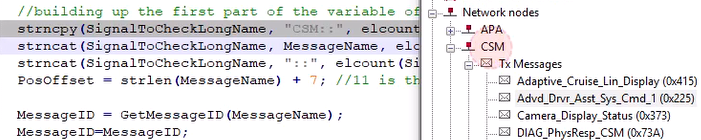 //building up the first part of the variable of
strncpy(SignalToCheckLongName, "CSM::", elcount
strncat(SignalToCheckLongName, MessageName, elc
strncat(SignalToCheckLongName, "::", elcount(Si
PosOffset = strlen(MessageName) + 7; //11 is th
MessageID = GetMessageID(MessageName);
MessageID=MessageID;
Network nodes
APA
CSM
Tx Messages
Adaptive_Cruise_Lin_Display (0x415)
Advd_Drvr_Asst_Sys_Cmd_1 (0x225)
Camera_Display_Status (0x373)
DIAG_PhysResp_CSM (0x73A)